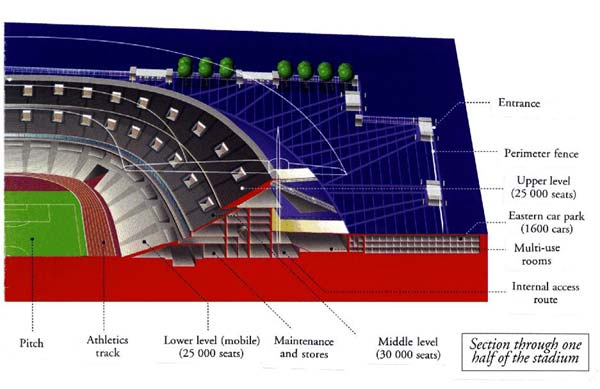 Entrance
Perimeter fence
Upper level
(25 000 seats)
Eastern car park
(1600 cars)
Multi-use
rooms
Internal access
route
Pitch
Athletics
track
Lower level (mobile)
(25 000 seats)
Maintenance
and stores
Middle level
(30 000 seats)
Section through one
half of the stadium